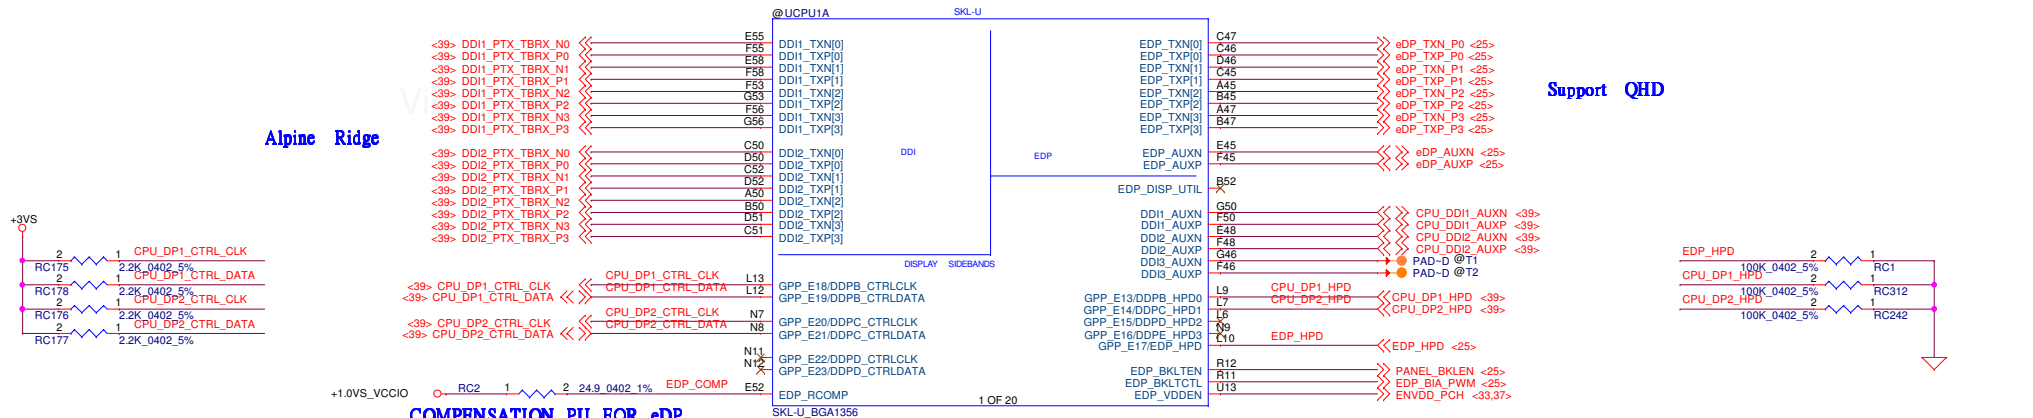 @UCPU1A
SKL-U
<39> DDI1_PTX_TBRX_N0 E55 DDI1_TXN[0] EDP_TXN[0] C47 eDP_TXN_P0 <25>
<39> DDI1_PTX_TBRX_P0 F55 DDI1_TXP[0] EDP_TXP[0] C46 eDP_TXP_P0 <25>
<39> DDI1_PTX_TBRX_N1 E58 DDI1_TXN[1] EDP_TXN[1] D46 eDP_TXN_P1 <25>
<39> DDI1_PTX_TBRX_P1 F58 DDI1_TXP[1] EDP_TXP[1] C45 eDP_TXP_P1 <25>
<39> DDI1_PTX_TBRX_N2 F53 DDI1_TXN[2] EDP_TXN[2] A45 eDP_TXN_P2 <25>
<39> DDI1_PTX_TBRX_P2 G53 DDI1_TXP[2] EDP_TXP[2] B45 eDP_TXP_P2 <25>
<39> DDI1_PTX_TBRX_N3 F56 DDI1_TXN[3] EDP_TXN[3] A47 eDP_TXN_P3 <25>
<39> DDI1_PTX_TBRX_P3 G56 DDI1_TXP[3] EDP_TXP[3] B47 eDP_TXP_P3 <25>
Support QHD
Alpine Ridge
<39> DDI2_PTX_TBRX_N0 C50 DDI2_TXN[0] DDI EDP EDP_AUXN E45 eDP_AUXN <25>
<39> DDI2_PTX_TBRX_P0 D50 DDI2_TXP[0] EDP_AUXP F45 eDP_AUXP <25>
<39> DDI2_PTX_TBRX_N1 C52 DDI2_TXN[1]
<39> DDI2_PTX_TBRX_P1 D52 DDI2_TXP[1] EDP_DISP_UTIL B52
<39> DDI2_PTX_TBRX_N2 A50 DDI2_TXN[2]
<39> DDI2_PTX_TBRX_P2 B50 DDI2_TXP[2] DDI1_AUXN G50 CPU_DDI1_AUXN <39>
<39> DDI2_PTX_TBRX_N3 D51 DDI2_TXN[3] DDI1_AUXP F50 CPU_DDI1_AUXP <39>
<39> DDI2_PTX_TBRX_P3 C51 DDI2_TXP[3] DDI2_AUXN E48 CPU_DDI2_AUXN <39>
DDI2_AUXP F48 CPU_DDI2_AUXP <39>
DISPLAY SIDEBANDS DDI3_AUXN G46 PAD~D @T1
DDI3_AUXP F46 PAD~D @T2
+3VS
2 1 CPU_DP1_CTRL_CLK
RC175 2.2K_0402_5%
2 1 CPU_DP1_CTRL_DATA
RC178 2.2K_0402_5%
2 1 CPU_DP2_CTRL_CLK
RC176 2.2K_0402_5%
2 1 CPU_DP2_CTRL_DATA
RC177 2.2K_0402_5%
<39> CPU_DP1_CTRL_CLK CPU_DP1_CTRL_CLK L13 GPP_E18/DDPB_CTRLCLK
<39> CPU_DP1_CTRL_DATA CPU_DP1_CTRL_DATA L12 GPP_E19/DDPB_CTRLDATA GPP_E13/DDPB_HPD0 L9 CPU_DP1_HPD CPU_DP1_HPD <39>
GPP_E14/DDPC_HPD1 L7 CPU_DP2_HPD CPU_DP2_HPD <39>
<39> CPU_DP2_CTRL_CLK CPU_DP2_CTRL_CLK N7 GPP_E20/DDPC_CTRLCLK GPP_E15/DDPD_HPD2 L6
<39> CPU_DP2_CTRL_DATA CPU_DP2_CTRL_DATA N8 GPP_E21/DDPC_CTRLDATA GPP_E16/DDPE_HPD3 N9
GPP_E17/EDP_HPD L10 EDP_HPD EDP_HPD <25>
N11 GPP_E22/DDPD_CTRLCLK
N12 GPP_E23/DDPD_CTRLDATA EDP_BKLTEN R12 PANEL_BKLEN <25>
EDP_BKLTCTL R11 EDP_BIA_PWM <25>
+1.0VS_VCCIO RC2 1 2 24.9_0402_1% EDP_COMP E52 EDP_RCOMP EDP_VDDEN U13 ENVDD_PCH <33,37>
1 OF 20
SKL-U_BGA1356
COMPENSATION PU FOR eDP
EDP_HPD 2 1
100K_0402_5% RC1
CPU_DP1_HPD 2 1
100K_0402_5% RC312
CPU_DP2_HPD 2 1
100K_0402_5% RC242